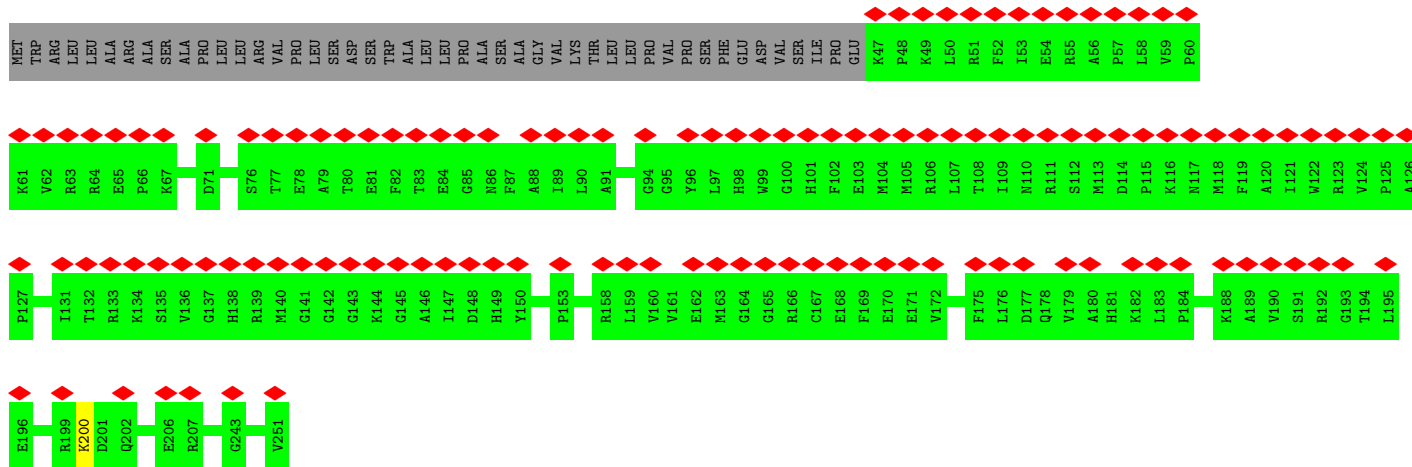 MET TRP ARG LEU LEU ALA ARG ALA SER ALA PRO LEU LEU ARG VAL PRO LEU SER ASP SER TRP ALA LEU LEU PRO ALA SER ALA GLY VAL LYS THR LEU LEU PRO VAL PRO SER PHE GLU ASP VAL SER ILE PRO GLU K47 P48 K49 L50 R51 F52 I53 E54 R55 A56 P57 L58 V59 P60
K61 V62 R63 R64 E65 P66 K67 D71 S76 T77 E78 A79 T80 E81 F82 T83 E84 G85 N86 F87 A88 I89 L90 A91 G94 G95 Y96 L97 H98 W99 G100 H101 F102 E103 M104 M105 R106 L107 T108 I109 N110 R111 S112 M113 D114 P115 K116 N117 M118 F119 A120 I121 W122 R123 V124 P125 A126
P127 I131 T132 R133 K134 S135 V136 G137 H138 R139 M140 G141 G142 G143 K144 G145 A146 I147 D148 H149 Y150 P153 R158 L159 V160 V161 E162 M163 G164 G165 R166 C167 E168 F169 E170 E171 V172 F175 L176 D177 Q178 V179 A180 H181 K182 L183 P184 K188 A189 V190 S191 R192 G193 T194 L195
E196 R199 K200 D201 Q202 E206 R207 G243 V251